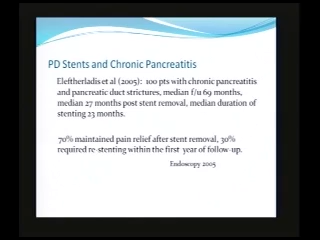 PD Stents and Chronic Pancreatitis
Eleftherladis et al (2005): 100 pts with chronic pancreatitis
and pancreatic duct strictures, median f/u 69 months,
median 27 months post stent removal, median duration of
stenting 23 months.
70% maintained pain relief after stent removal, 30%
required re-stenting within the first year of follow-up.
Endoscopy 2005